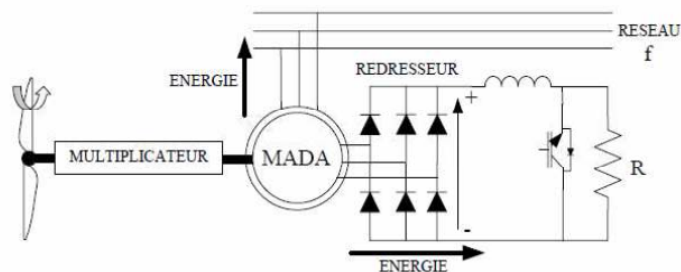 RESEAU
f
ENERGIE
REDRESSEUR
+
MULTIPLICATEUR
MADA
R
-
ENERGIE